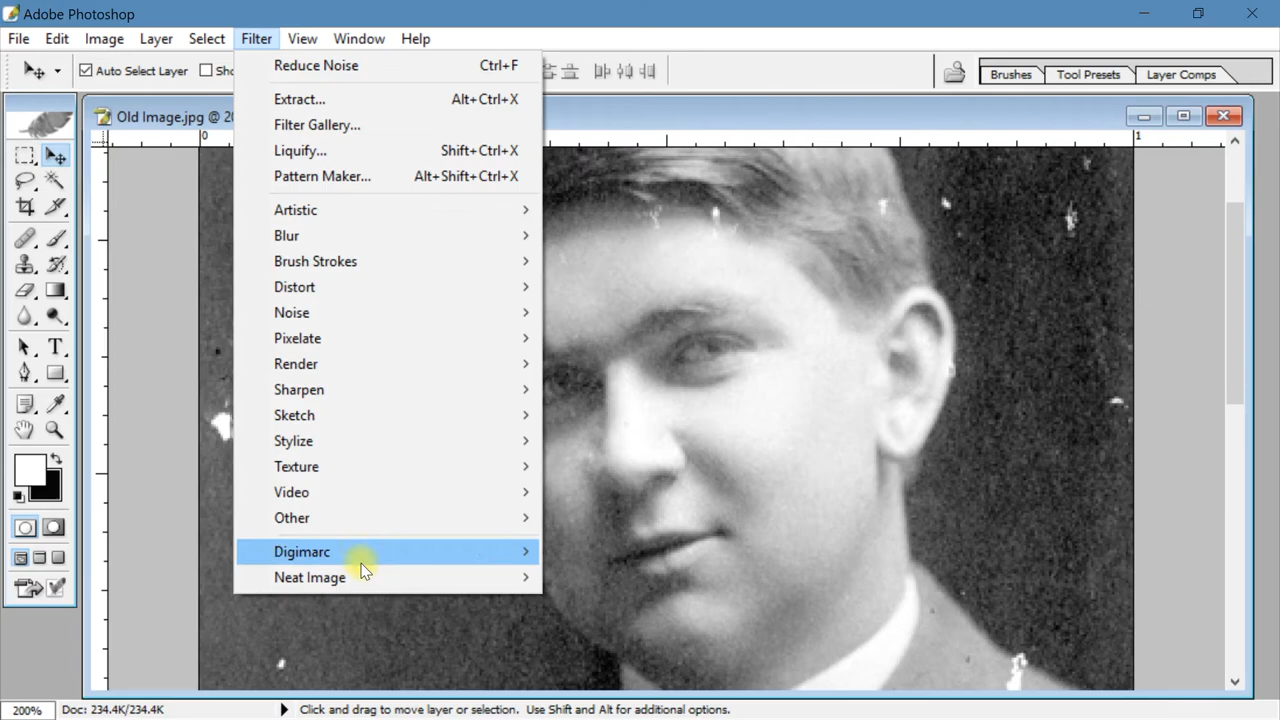 Adobe Photoshop
File Edit Image Layer Select Filter View Window Help
Auto Select Layer Sho Brushes Tool Presets Layer Comps
Reduce Noise Ctrl+F
Extract... Alt+Ctrl+X
Filter Gallery...
Liquify... Shift+Ctrl+X
Pattern Maker... Alt+Shift+Ctrl+X
Artistic
Blur
Brush Strokes
Distort
Noise
Pixelate
Render
Sharpen
Sketch
Stylize
Texture
Video
Other
Digimarc
Neat Image
Old Image.jpg @ 20
0 1
T
200% Doc: 234.4K/234.4K Click and drag to move layer or selection. Use Shift and Alt for additional options.